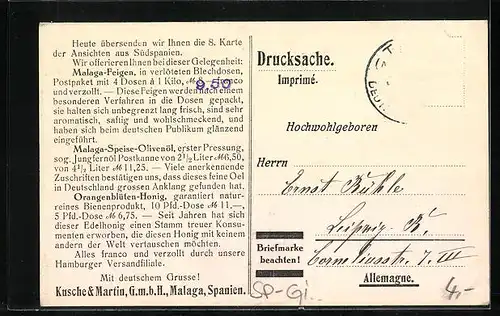 Heute übersenden wir Ihnen die 8. Karte
der Ansichten aus Südspanien.
Wir offerieren Ihnen bei dieser Gelegenheit:
Malaga-Feigen, in verlöteten Blechdosen,
Postpaket mit 4 Dosen à 1 Kilo, ℳ 9.50 franco
und verzollt. — Diese Feigen werden nach einem
besonderen Verfahren in die Dosen gepackt,
sie halten sich unbegrenzt lang frisch, sind sehr
aromatisch, saftig und wohlschmeckend, und
haben sich beim deutschen Publikum glänzend
eingeführt.
Malaga-Speise-Olivenöl, erster Pressung,
sog. Jungfernöl Postkanne von 2½ Liter ℳ 6,50,
von 4½ Liter ℳ 11,25. — Viele anerkennende
Zuschriften bestätigen uns, dass dieses feine Oel
in Deutschland grossen Anklang gefunden hat.
Orangenblüten-Honig, garantiert natur-
reines Bienenprodukt, 10 Pfd.-Dose ℳ 11,—,
5 Pfd.-Dose ℳ 6,75. — Seit Jahren hat sich
dieser Edelhonig einen Stamm treuer Konsu-
menten erworben, die diesen Honig mit keinem
andern der Welt vertauschen möchten.
Alles franco und verzollt durch unsere
Hamburger Versandfiliale.
Mit deutschem Grusse!
Kusche & Martin, G.m.b.H., Malaga, Spanien.
Drucksache.
Imprimé.
Hochwohlgeboren
Herrn
Ernst Bühle
Leipzig-R.
Corneliusstr. 7 III
Briefmarke
beachten!
Allemagne.
SP-Gi..
4,-